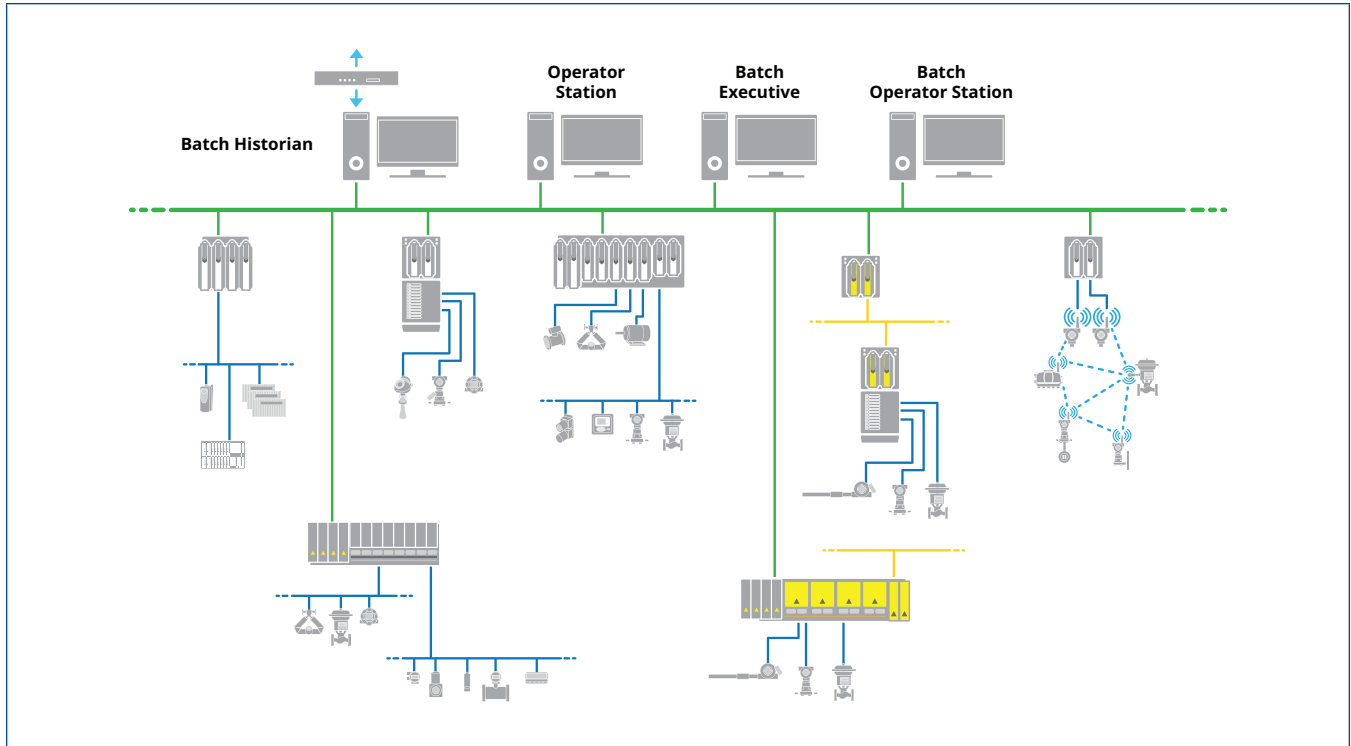 Operator
Station
Batch
Executive
Batch
Operator Station
Batch Historian